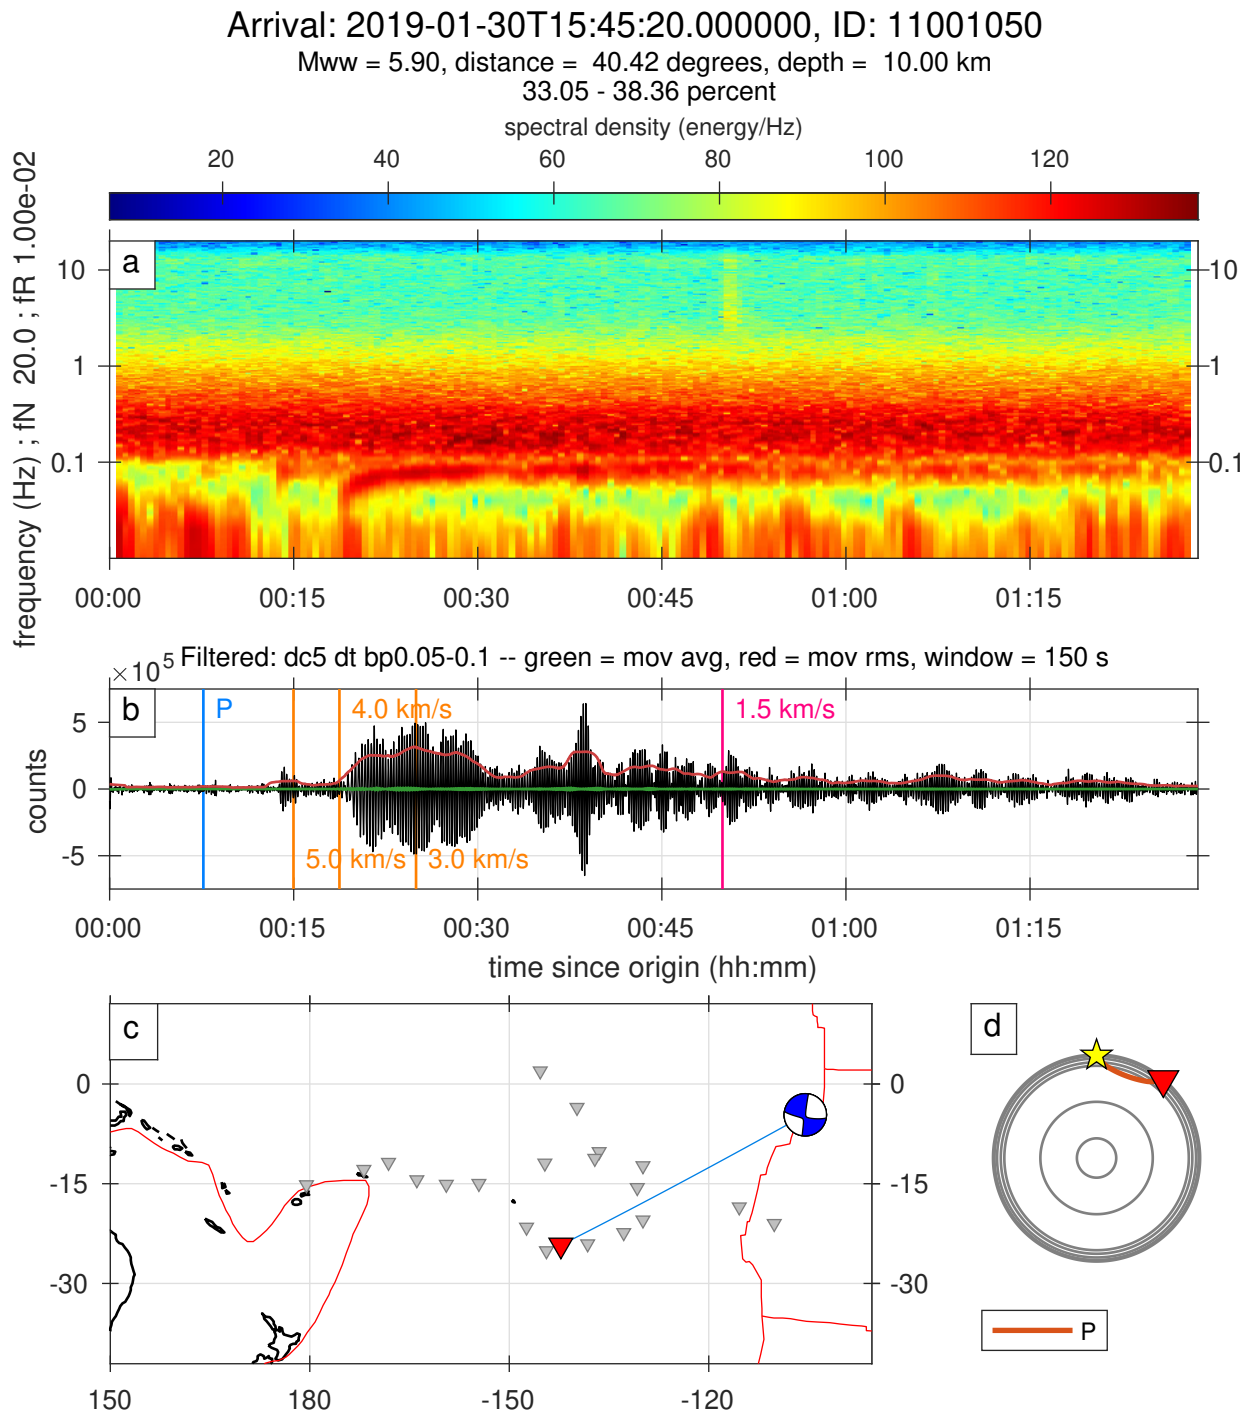 Arrival: 2019-01-30T15:45:20.000000, ID: 11001050
Mww = 5.90, distance =  40.42 degrees, depth =  10.00 km
33.05 - 38.36 percent
spectral density (energy/Hz)
20 40 60 80 100 120
frequency (Hz) ; fN  20.0 ; fR 1.00e-02
a
10 10
1 1
0.1 0.1
00:00 00:15 00:30 00:45 01:00 01:15
×10^5 Filtered: dc5 dt bp0.05-0.1 -- green = mov avg, red = mov rms, window = 150 s
b P 4.0 km/s 1.5 km/s
counts
5
0
-5
5.0 km/s 3.0 km/s
00:00 00:15 00:30 00:45 01:00 01:15
time since origin (hh:mm)
c d
0 0
-15 -15
-30 -30
150 180 -150 -120
P